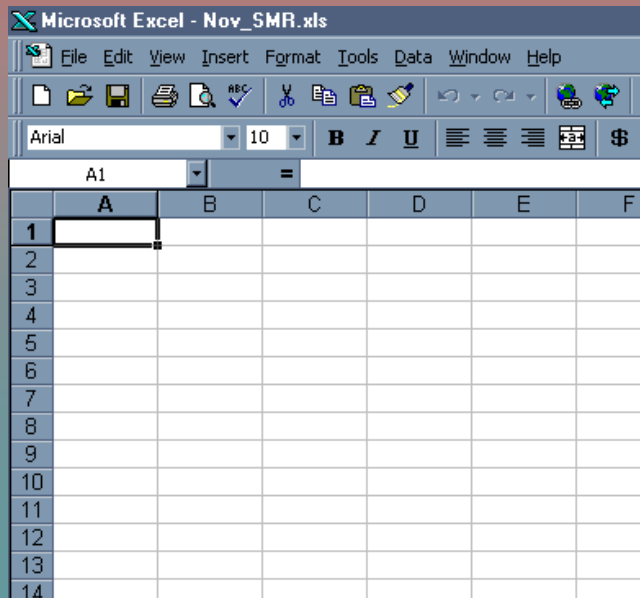 Microsoft Excel - Nov_SMR.xls
File Edit View Insert Format Tools Data Window Help
ABC
Arial 10 B I U a $
A1 =
A B C D E F
1
2
3
4
5
6
7
8
9
10
11
12
13
14